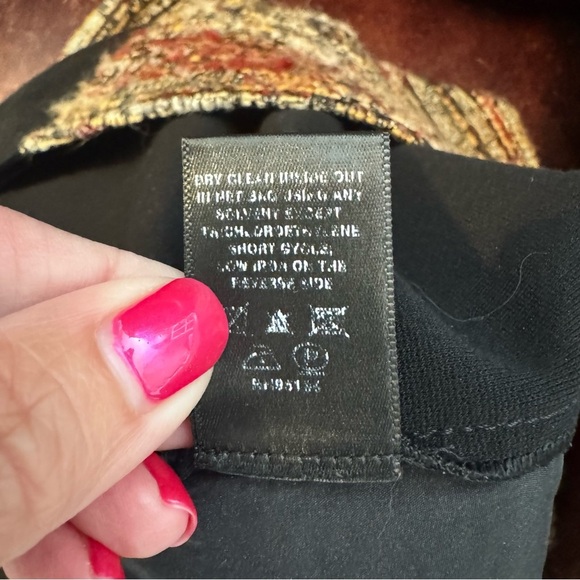 DRY CLEAN INSIDE OUT
IN NET BAG USING ANY
SOLVENT EXCEPT
TRICHLOROETHYLENE
SHORT CYCLE,
LOW IRON ON THE
REVERSE SIDE
P